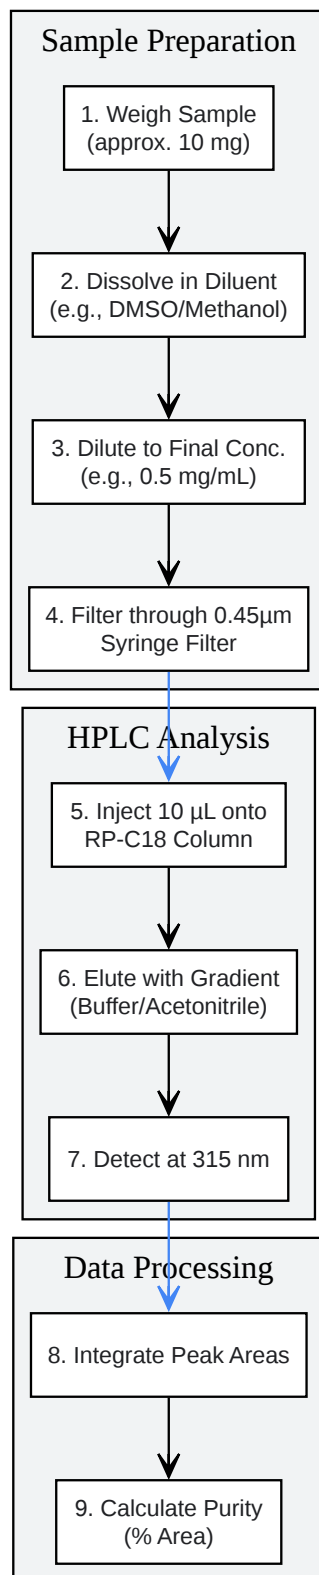 Sample Preparation
1. Weigh Sample
(approx. 10 mg)
2. Dissolve in Diluent
(e.g., DMSO/Methanol)
3. Dilute to Final Conc.
(e.g., 0.5 mg/mL)
4. Filter through 0.45µm
Syringe Filter
HPLC Analysis
5. Inject 10 µL onto
RP-C18 Column
6. Elute with Gradient
(Buffer/Acetonitrile)
7. Detect at 315 nm
Data Processing
8. Integrate Peak Areas
9. Calculate Purity
(% Area)